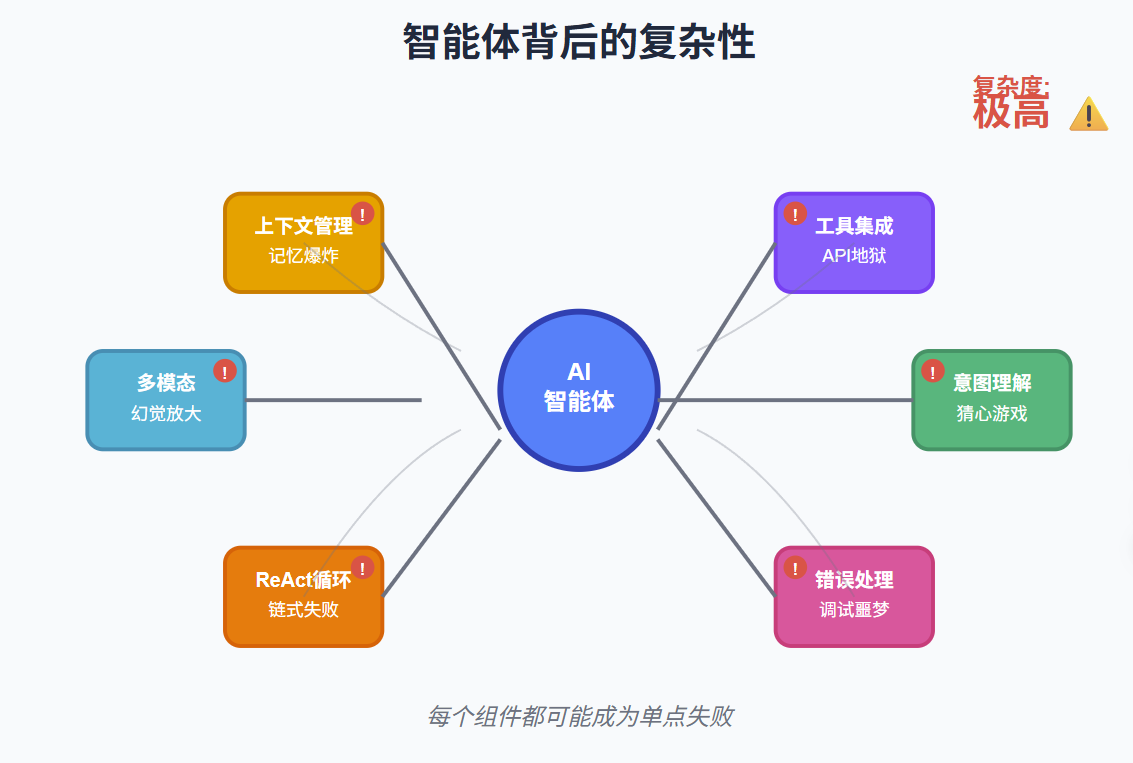 智能体背后的复杂性
复杂度:
极高
!
上下文管理
!
记忆爆炸
!
工具集成
API地狱
多模态
!
幻觉放大
AI
智能体
!
意图理解
猜心游戏
ReAct循环
!
链式失败
!
错误处理
调试噩梦
每个组件都可能成为单点失败